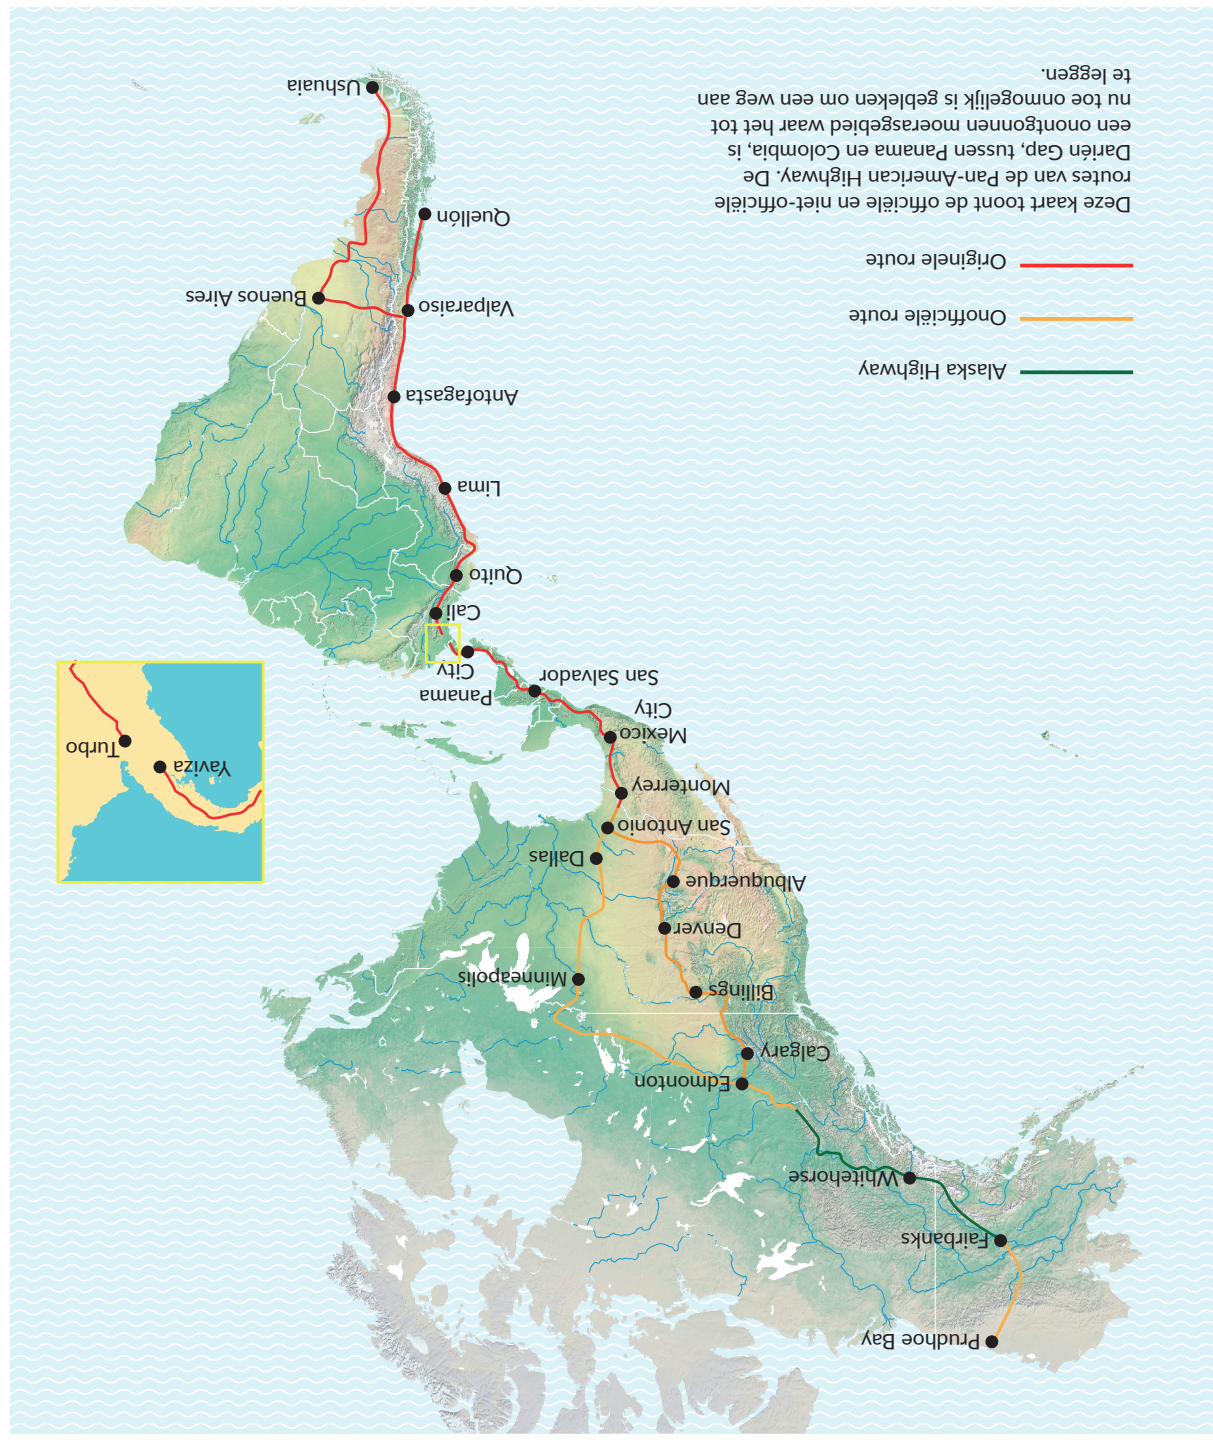 Prudhoe Bay
Fairbanks
Whitehorse
Edmonton
Calgary
Billings
Minneapolis
Denver
Albuquerque
Dallas
San Antonio
Monterrey
Mexico
City
San Salvador
Panama
City
Yaviza
Turbo
Cali
Quito
Lima
Antofagasta
Valparaiso
Buenos Aires
Quellón
Ushuaia
Alaska Highway
Onofficiële route
Originele route
Deze kaart toont de officiële en niet-officiële
routes van de Pan-American Highway. De
Darién Gap, tussen Panama en Colombia, is
een onontgonnen moerasgebied waar het tot
nu toe onmogelijk is gebleken om een weg aan
te leggen.